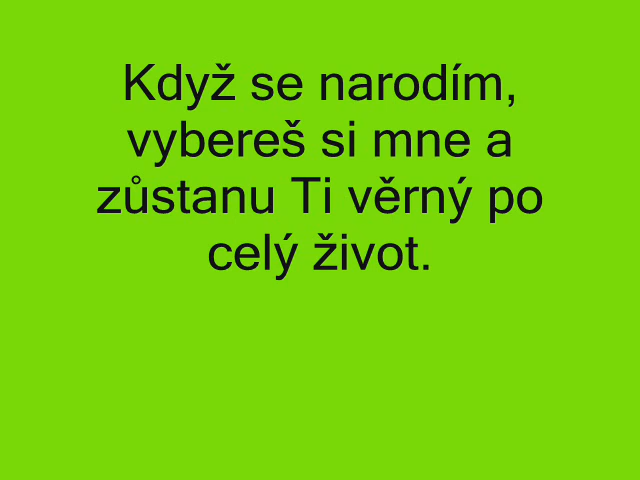 Když se narodím,
vybereš si mne a
zůstanu Ti věrný po
celý život.